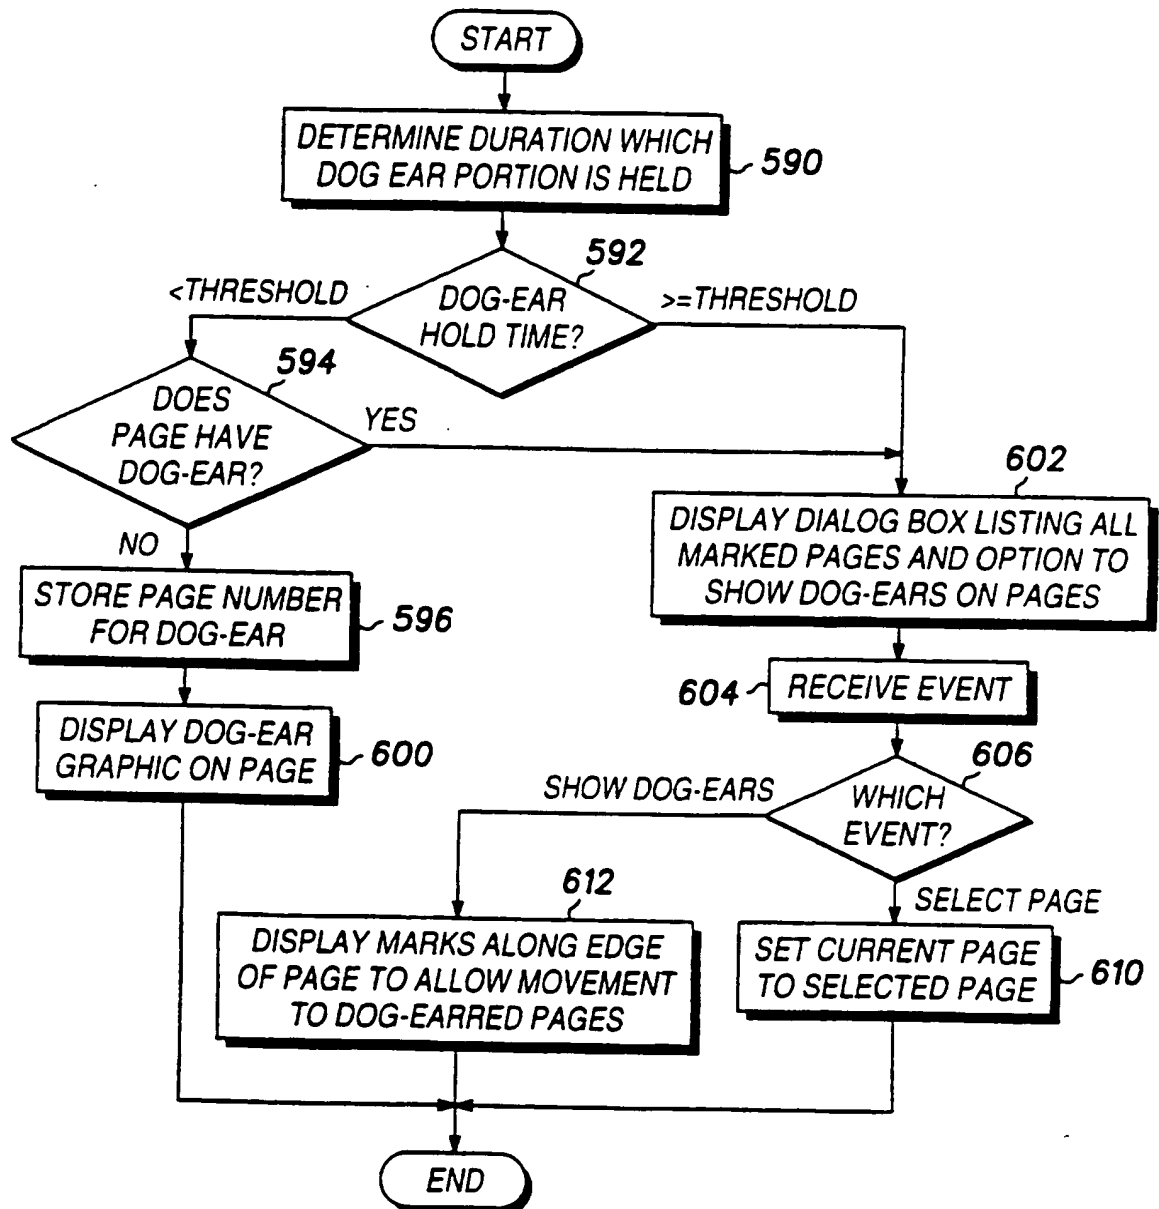 START
DETERMINE DURATION WHICH
DOG EAR PORTION IS HELD
590
592
<THRESHOLD
DOG-EAR
HOLD TIME?
>=THRESHOLD
594
DOES
PAGE HAVE
DOG-EAR?
YES
NO
STORE PAGE NUMBER
FOR DOG-EAR
596
DISPLAY DOG-EAR
GRAPHIC ON PAGE
600
602
DISPLAY DIALOG BOX LISTING ALL
MARKED PAGES AND OPTION TO
SHOW DOG-EARS ON PAGES
604
RECEIVE EVENT
606
SHOW DOG-EARS
WHICH
EVENT?
612
SELECT PAGE
DISPLAY MARKS ALONG EDGE
OF PAGE TO ALLOW MOVEMENT
TO DOG-EARRED PAGES
SET CURRENT PAGE
TO SELECTED PAGE
610
END